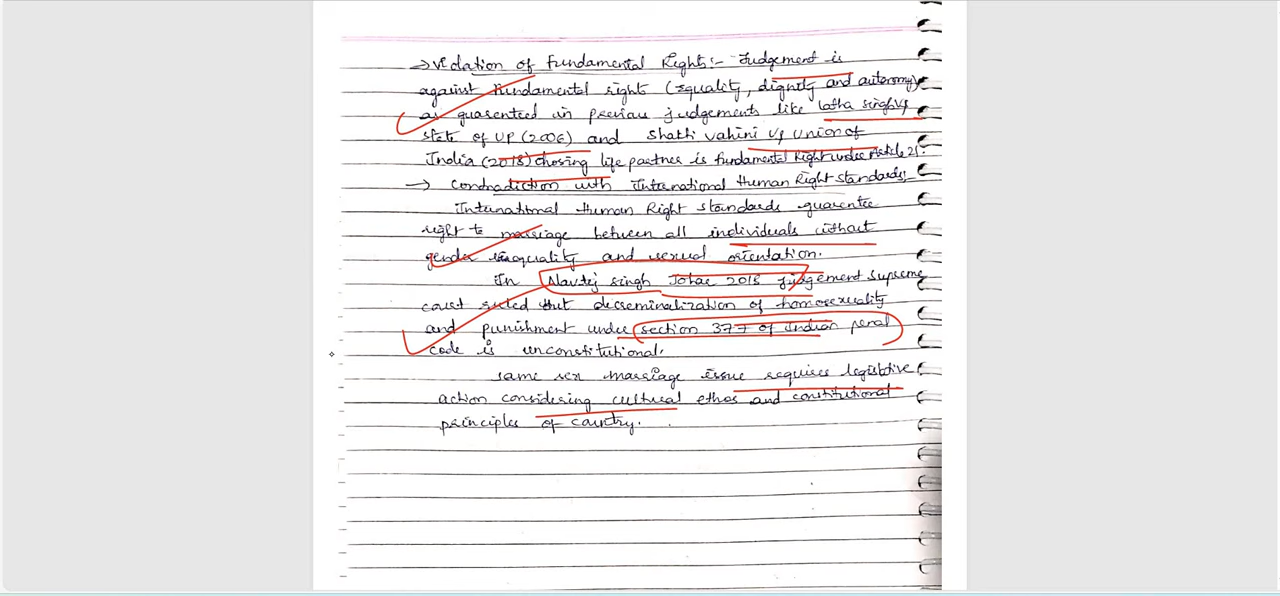 → Violation of Fundamental Rights:- Judgement is
against Fundamental rights (Equality, dignity and autonomy)
as guarenteed in previous judgements like Latha singh vs
state of UP (2006) and Shakti vahini vs Union of
India (2018) chosing life partner is fundamental Right under Article 21.
→ Contradiction with International Human Right standards:-
International Human Right standards guarentee
right to marriage between all individuals without
gender inequality and sexual orientation.
In Navtej singh Johar 2018 judgement supreme
court ruled that decriminalization of homosexuality
and punishment under section 377 of Indian penal
code is unconstitutional.
same sex marriage issue requires legislative
action considering cultural ethos and constitutional
principles of country.